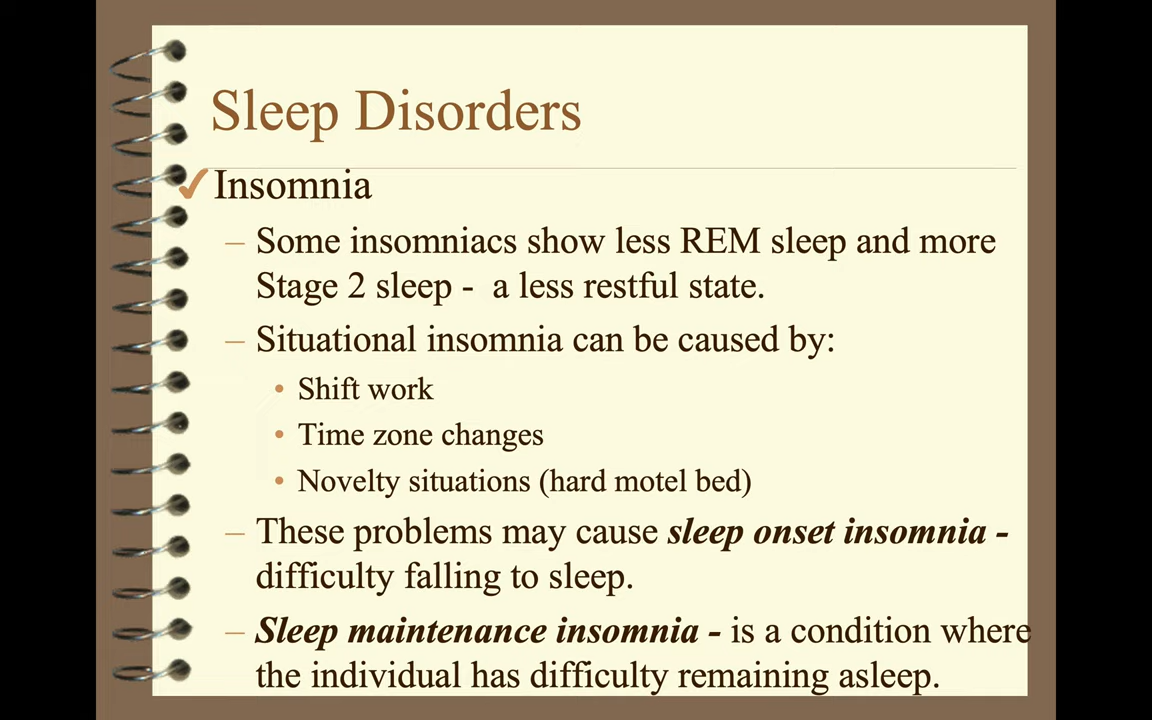 Sleep Disorders
✓Insomnia
– Some insomniacs show less REM sleep and more
Stage 2 sleep - a less restful state.
– Situational insomnia can be caused by:
• Shift work
• Time zone changes
• Novelty situations (hard motel bed)
– These problems may cause sleep onset insomnia -
difficulty falling to sleep.
– Sleep maintenance insomnia - is a condition where
the individual has difficulty remaining asleep.